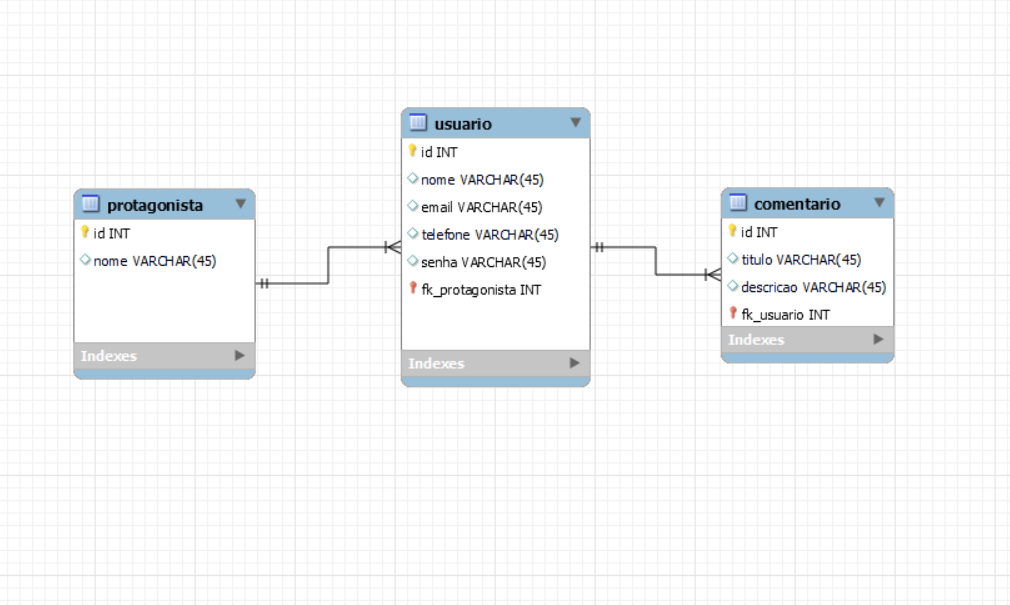 protagonista
id INT
nome VARCHAR(45)
Indexes
usuario
id INT
nome VARCHAR(45)
email VARCHAR(45)
telefone VARCHAR(45)
senha VARCHAR(45)
fk_protagonista INT
Indexes
comentario
id INT
titulo VARCHAR(45)
descricao VARCHAR(45)
fk_usuario INT
Indexes